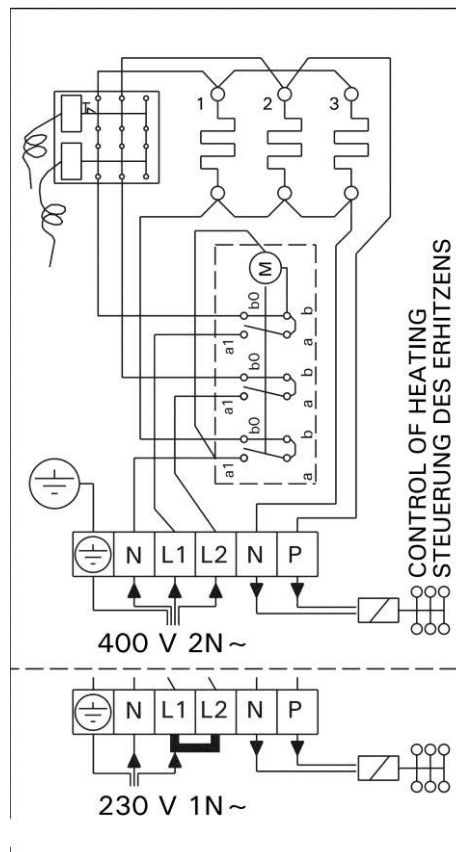 1
2
3
T
M
b0 b
a1 a
b0 b
a1 a
b0 b
a1 a
CONTROL OF HEATING
STEUERUNG DES ERHITZENS
N L1 L2 N P
400 V 2N ~
N L1 L2 N P
230 V 1N ~